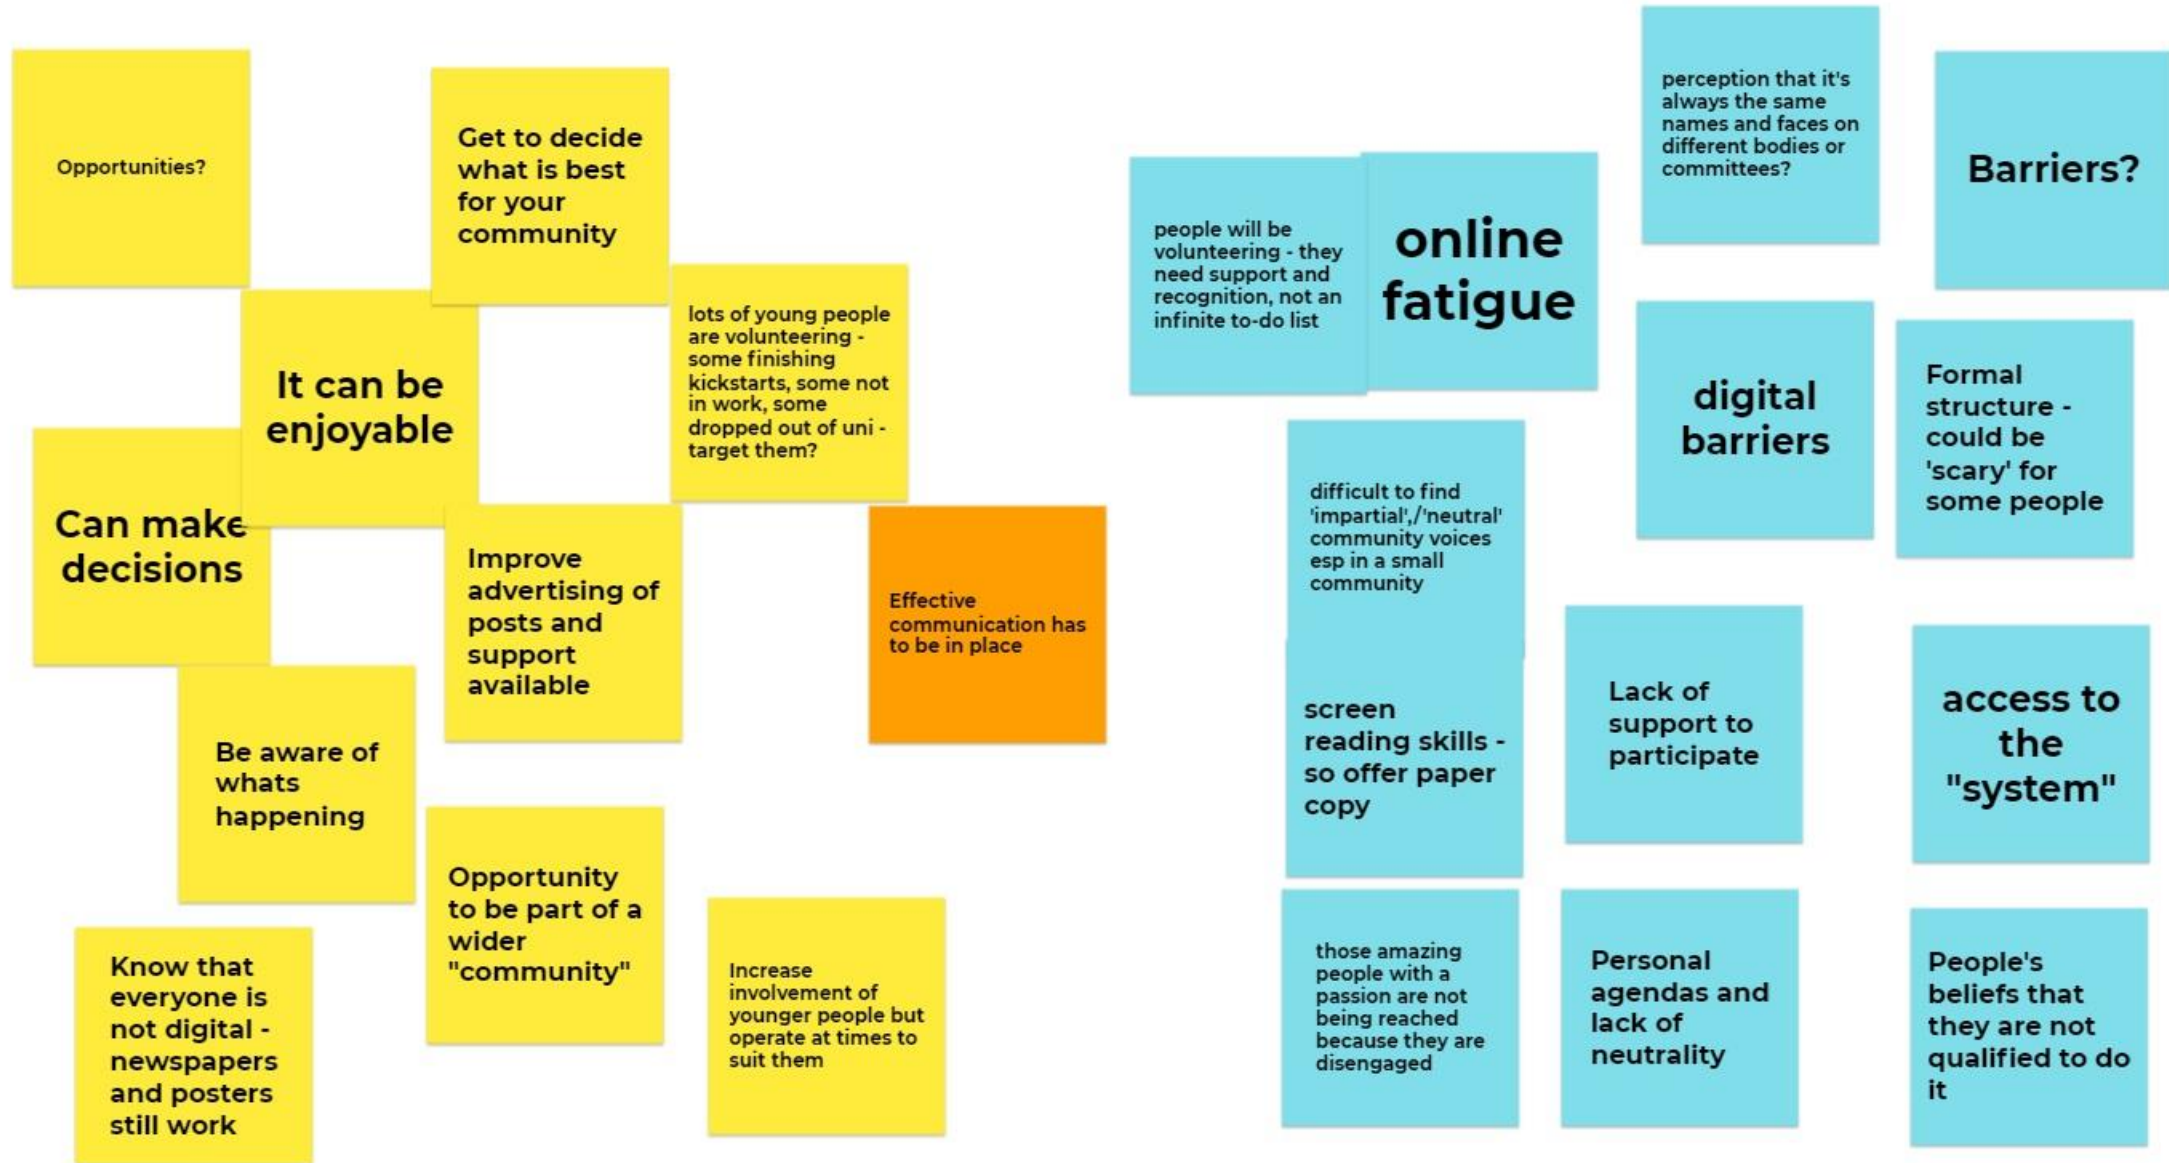 Opportunities?
Get to decide
what is best
for your
community
It can be
enjoyable
lots of young people
are volunteering -
some finishing
kickstarts, some not
in work, some
dropped out of uni -
target them?
Can make
decisions
Improve
advertising of
posts and
support
available
Effective
communication has
to be in place
Be aware of
whats
happening
Opportunity
to be part of a
wider
"community"
Know that
everyone is
not digital -
newspapers
and posters
still work
Increase
involvement of
younger people but
operate at times to
suit them
Barriers?
perception that it's
always the same
names and faces on
different bodies or
committees?
people will be
volunteering - they
need support and
recognition, not an
infinite to-do list
online
fatigue
digital
barriers
Formal
structure -
could be
'scary' for
some people
difficult to find
'impartial',/'neutral'
community voices
esp in a small
community
screen
reading skills -
so offer paper
copy
Lack of
support to
participate
access to
the
"system"
those amazing
people with a
passion are not
being reached
because they are
disengaged
Personal
agendas and
lack of
neutrality
People's
beliefs that
they are not
qualified to do
it